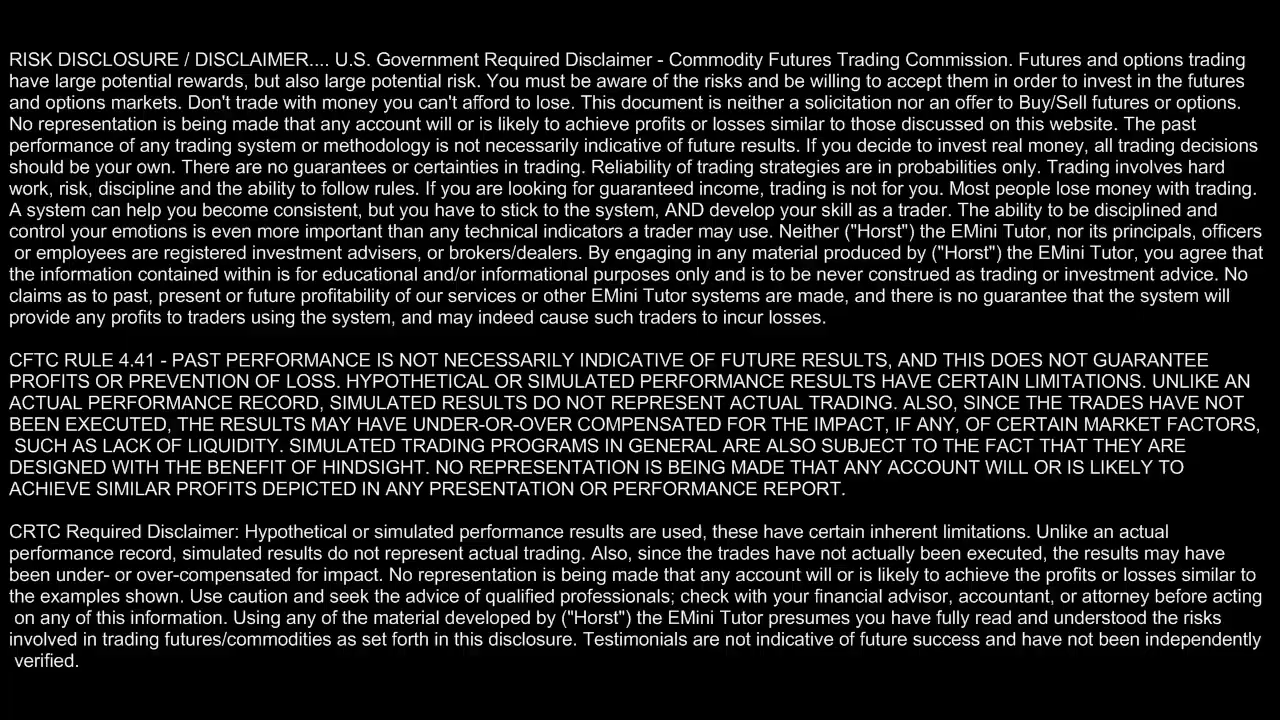 RISK DISCLOSURE / DISCLAIMER.... U.S. Government Required Disclaimer - Commodity Futures Trading Commission. Futures and options trading
have large potential rewards, but also large potential risk. You must be aware of the risks and be willing to accept them in order to invest in the futures
and options markets. Don't trade with money you can't afford to lose. This document is neither a solicitation nor an offer to Buy/Sell futures or options.
No representation is being made that any account will or is likely to achieve profits or losses similar to those discussed on this website. The past
performance of any trading system or methodology is not necessarily indicative of future results. If you decide to invest real money, all trading decisions
should be your own. There are no guarantees or certainties in trading. Reliability of trading strategies are in probabilities only. Trading involves hard
work, risk, discipline and the ability to follow rules. If you are looking for guaranteed income, trading is not for you. Most people lose money with trading.
A system can help you become consistent, but you have to stick to the system, AND develop your skill as a trader. The ability to be disciplined and
control your emotions is even more important than any technical indicators a trader may use. Neither ("Horst") the EMini Tutor, nor its principals, officers
or employees are registered investment advisers, or brokers/dealers. By engaging in any material produced by ("Horst") the EMini Tutor, you agree that
the information contained within is for educational and/or informational purposes only and is to be never construed as trading or investment advice. No
claims as to past, present or future profitability of our services or other EMini Tutor systems are made, and there is no guarantee that the system will
provide any profits to traders using the system, and may indeed cause such traders to incur losses.
CFTC RULE 4.41 - PAST PERFORMANCE IS NOT NECESSARILY INDICATIVE OF FUTURE RESULTS, AND THIS DOES NOT GUARANTEE
PROFITS OR PREVENTION OF LOSS. HYPOTHETICAL OR SIMULATED PERFORMANCE RESULTS HAVE CERTAIN LIMITATIONS. UNLIKE AN
ACTUAL PERFORMANCE RECORD, SIMULATED RESULTS DO NOT REPRESENT ACTUAL TRADING. ALSO, SINCE THE TRADES HAVE NOT
BEEN EXECUTED, THE RESULTS MAY HAVE UNDER-OR-OVER COMPENSATED FOR THE IMPACT, IF ANY, OF CERTAIN MARKET FACTORS,
SUCH AS LACK OF LIQUIDITY. SIMULATED TRADING PROGRAMS IN GENERAL ARE ALSO SUBJECT TO THE FACT THAT THEY ARE
DESIGNED WITH THE BENEFIT OF HINDSIGHT. NO REPRESENTATION IS BEING MADE THAT ANY ACCOUNT WILL OR IS LIKELY TO
ACHIEVE SIMILAR PROFITS DEPICTED IN ANY PRESENTATION OR PERFORMANCE REPORT.
CRTC Required Disclaimer: Hypothetical or simulated performance results are used, these have certain inherent limitations. Unlike an actual
performance record, simulated results do not represent actual trading. Also, since the trades have not actually been executed, the results may have
been under- or over-compensated for impact. No representation is being made that any account will or is likely to achieve the profits or losses similar to
the examples shown. Use caution and seek the advice of qualified professionals; check with your financial advisor, accountant, or attorney before acting
on any of this information. Using any of the material developed by ("Horst") the EMini Tutor presumes you have fully read and understood the risks
involved in trading futures/commodities as set forth in this disclosure. Testimonials are not indicative of future success and have not been independently
verified.